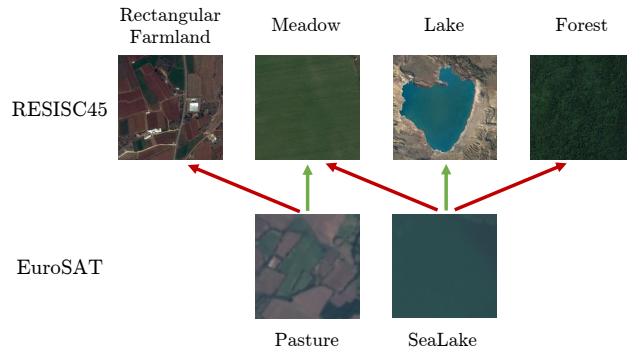 Rectangular
Farmland
Meadow
Lake
Forest
RESISC45
EuroSAT
Pasture
SeaLake